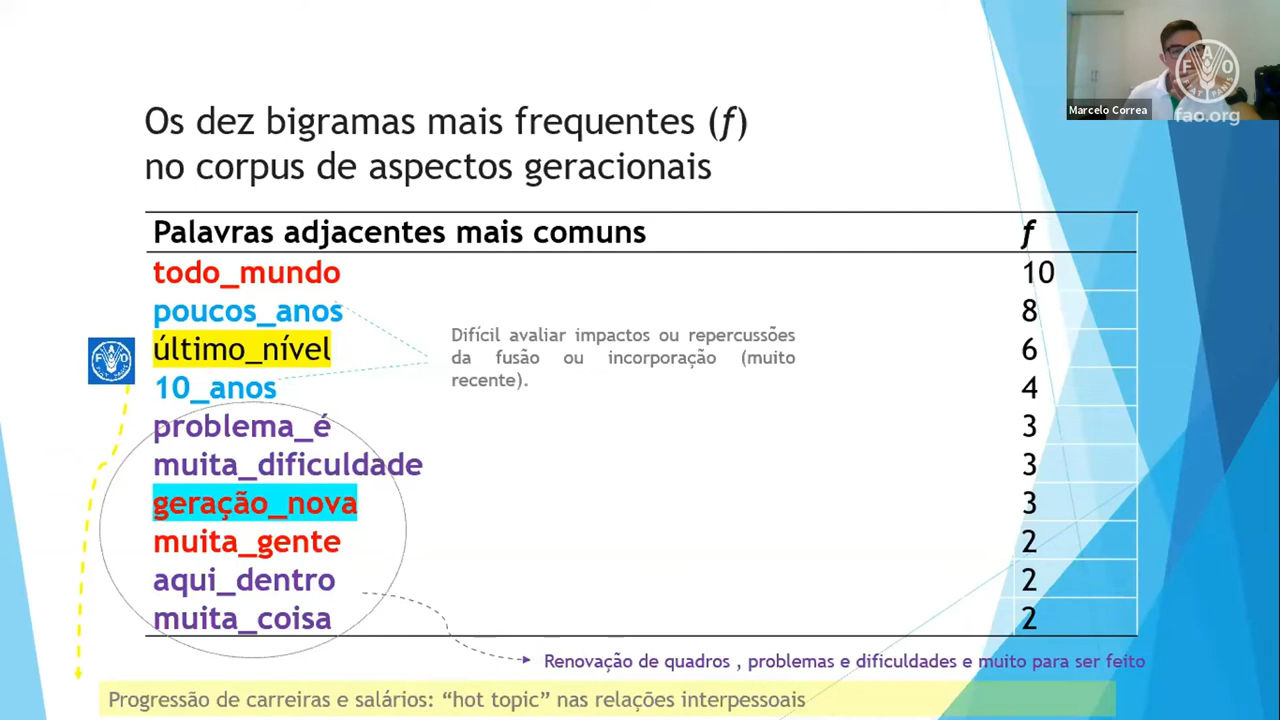 Marcelo Correa
FAO
FIAT PANIS
fao.org
Os dez bigramas mais frequentes (f)
no corpus de aspectos geracionais
Palavras adjacentes mais comuns f
todo_mundo 10
poucos_anos 8
último_nível 6
10_anos 4
problema_é 3
muita_dificuldade 3
geração_nova 3
muita_gente 2
aqui_dentro 2
muita_coisa 2
Difícil avaliar impactos ou repercussões
da fusão ou incorporação (muito
recente).
Renovação de quadros , problemas e dificuldades e muito para ser feito
Progressão de carreiras e salários: “hot topic” nas relações interpessoais